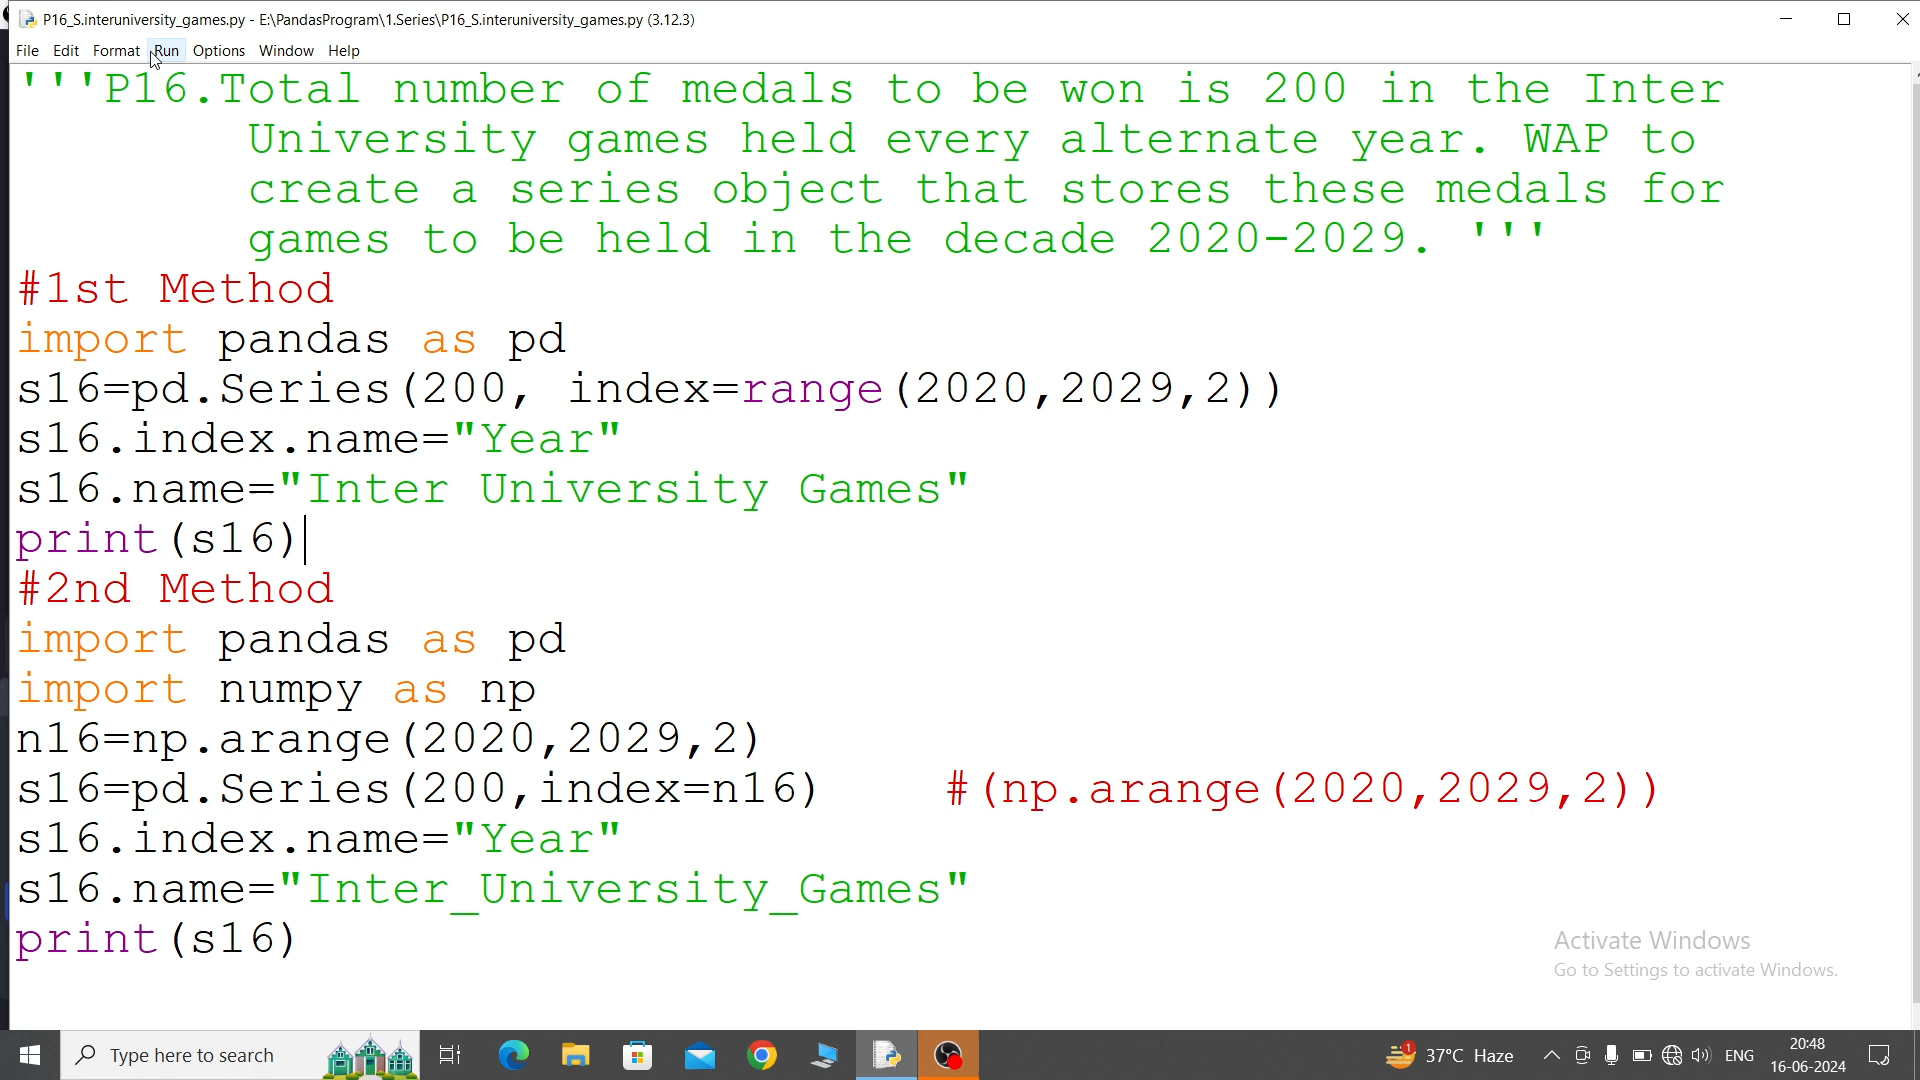 P16_S.interuniversity_games.py - E:\PandasProgram\1.Series\P16_S.interuniversity_games.py (3.12.3)
File Edit Format Run Options Window Help
'''P16.Total number of medals to be won is 200 in the Inter
University games held every alternate year. WAP to
create a series object that stores these medals for
games to be held in the decade 2020-2029. '''
#1st Method
import pandas as pd
s16=pd.Series(200, index=range(2020,2029,2))
s16.index.name="Year"
s16.name="Inter University Games"
print(s16)
#2nd Method
import pandas as pd
import numpy as np
n16=np.arange(2020,2029,2)
s16=pd.Series(200,index=n16) #(np.arange(2020,2029,2))
s16.index.name="Year"
s16.name="Inter_University_Games"
print(s16)
Activate Windows
Go to Settings to activate Windows.
Type here to search
1
37°C Haze
ENG
20:48
16-06-2024